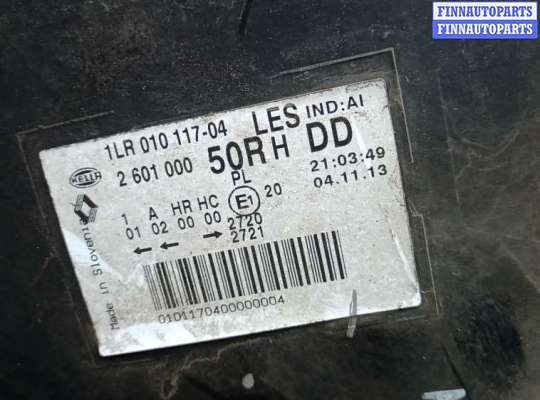 FINNAUTOPARTS
FINNAUTOPARTS
1LR 010 117-04 LES IND:AI
HELLA 2 601 000 50R H DD
PL 21:03:49
E1 20 04.11.13
1 A HR HC
01 02 00 00 2720
2721
Made in Slovenia
0101170400000004